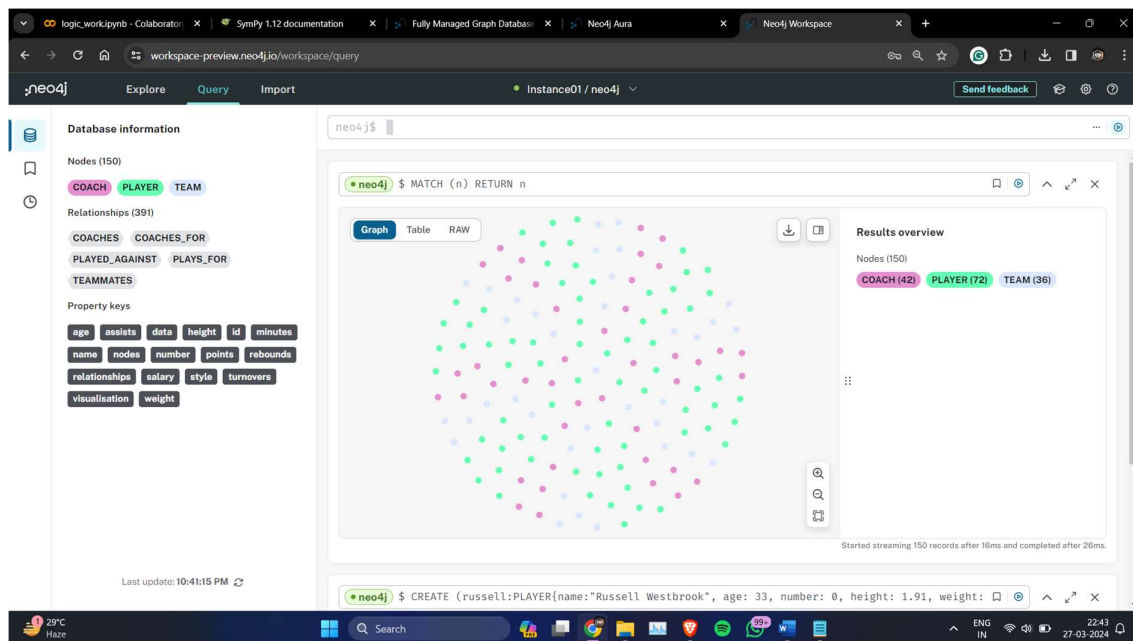 logic_work.ipynb - Colaborator
SymPy 1.12 documentation
Fully Managed Graph Database
Neo4j Aura
Neo4j Workspace
workspace-preview.neo4j.io/workspace/query
neo4j
Explore
Query
Import
Instance01 / neo4j
Send feedback
Database information
Nodes (150)
COACH PLAYER TEAM
Relationships (391)
COACHES COACHES_FOR
PLAYED_AGAINST PLAYS_FOR
TEAMMATES
Property keys
age assists data height id minutes
name nodes number points rebounds
relationships salary style turnovers
visualisation weight
Last update: 10:41:15 PM
neo4j$
neo4j $ MATCH (n) RETURN n
Graph Table RAW
Results overview
Nodes (150)
COACH (42) PLAYER (72) TEAM (36)
Started streaming 150 records after 16ms and completed after 26ms.
neo4j $ CREATE (russell:PLAYER{name:"Russell Westbrook", age: 33, number: 0, height: 1.91, weight:
1
29°C
Haze
Search
99+
ENG
IN
22:43
27-03-2024